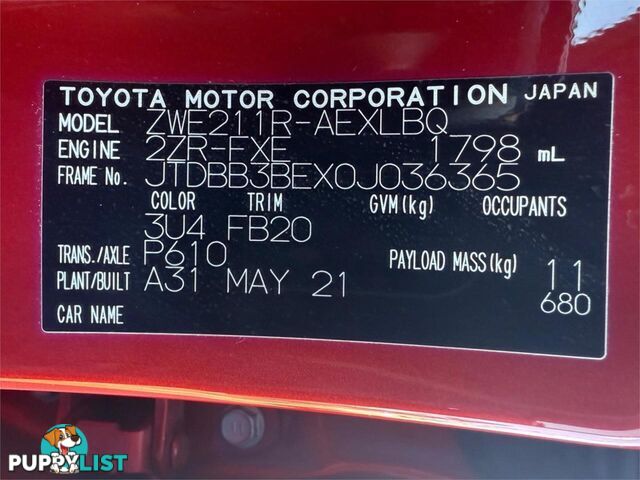 TOYOTA MOTOR CORPORATION JAPAN
MODEL ZWE211R-AEXLBQ
ENGINE 2ZR-FXE 1798 mL
FRAME No. JTDBB3BEX0J036365
COLOR TRIM GVM(kg) OCCUPANTS
3U4 FB20
TRANS./AXLE P610
PAYLOAD MASS(kg) 11
PLANT/BUILT A31 MAY 21
680
CAR NAME
PUPPYLIST